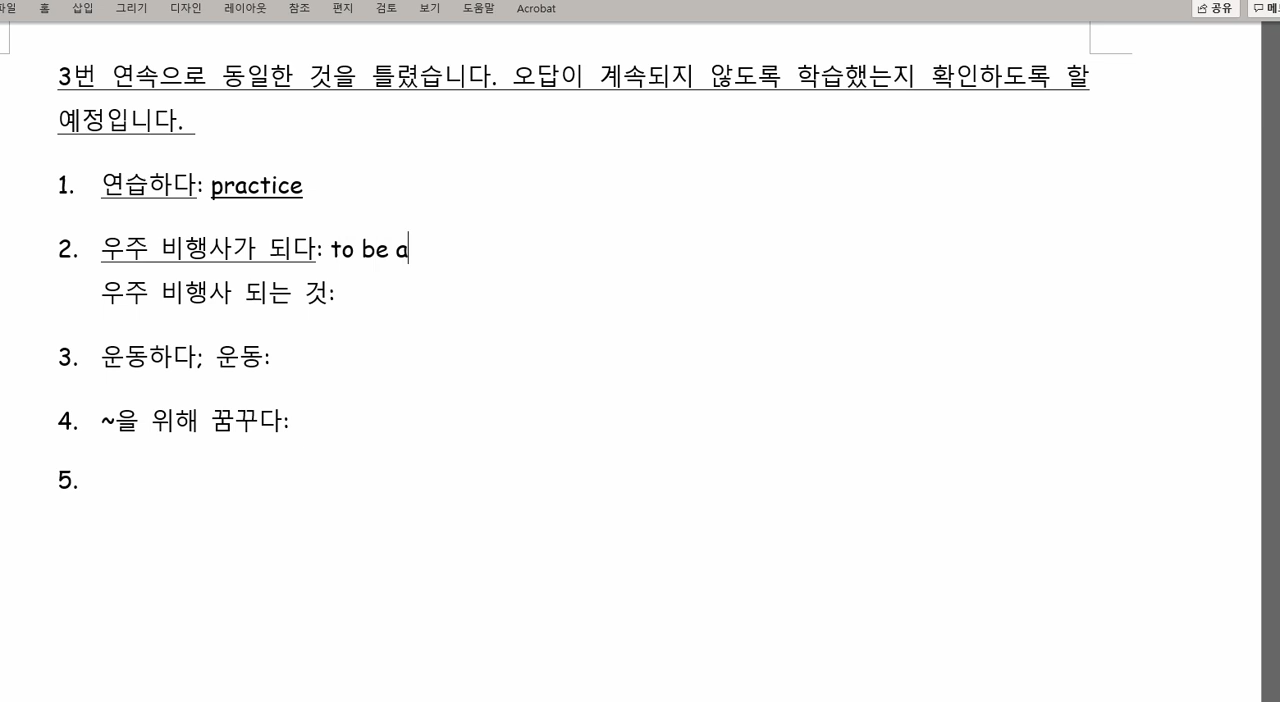 파일 홈 삽입 그리기 디자인 레이아웃 참조 편지 검토 보기 도움말 Acrobat 공유
3번 연속으로 동일한 것을 틀렸습니다. 오답이 계속되지 않도록 학습했는지 확인하도록 할
예정입니다.
1. 연습하다: practice
2. 우주 비행사가 되다: to be a
우주 비행사 되는 것:
3. 운동하다; 운동:
4. ~을 위해 꿈꾸다:
5.